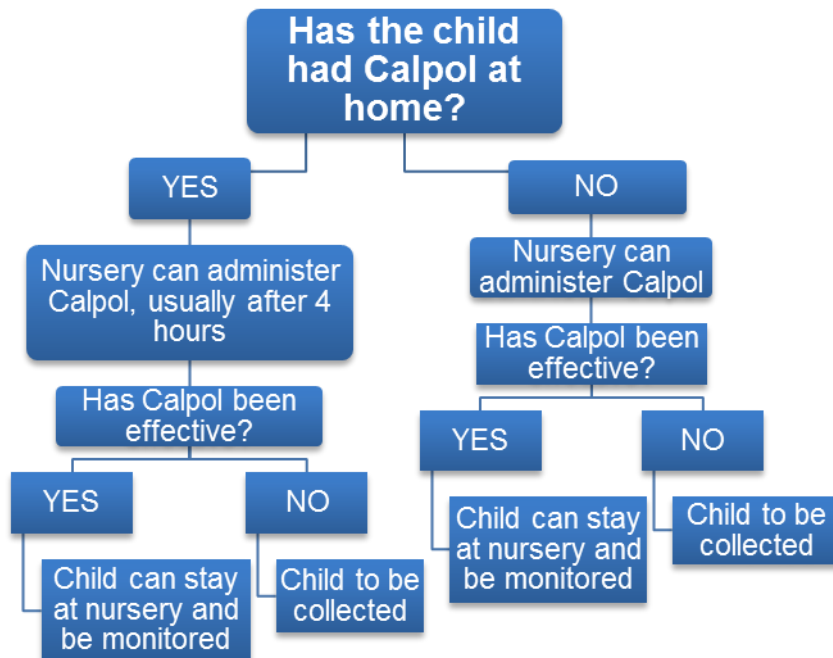 Has the child
had Calpol at
home?
YES
NO
Nursery can administer
Calpol, usually after 4
hours
Nursery can
administer Calpol
Has Calpol been
effective?
Has Calpol been
effective?
YES
NO
YES
NO
Child can stay
at nursery and
be monitored
Child to be
collected
Child can stay
at nursery and
be monitored
Child to be
collected